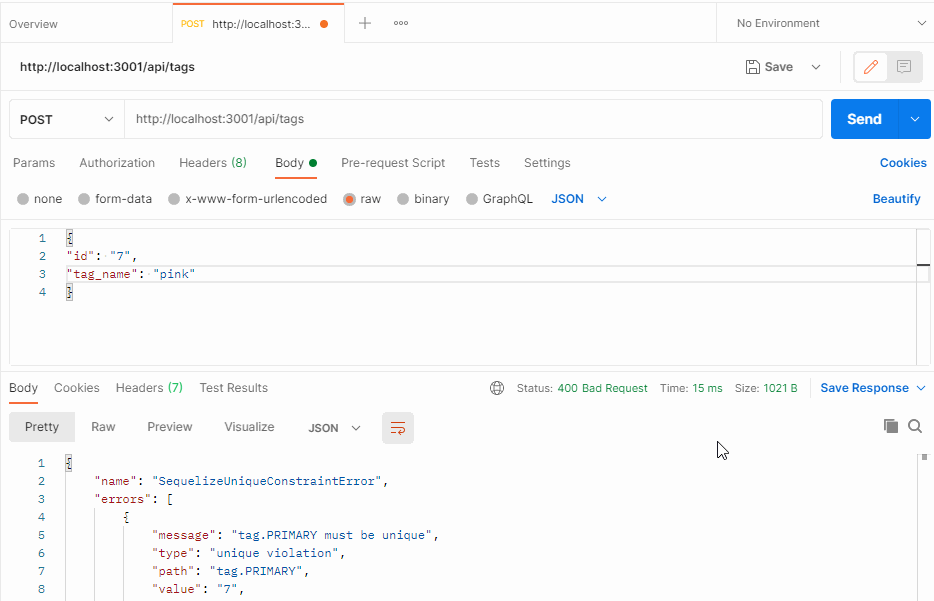 Overview
POST http://localhost:3...
No Environment
http://localhost:3001/api/tags
Save
POST http://localhost:3001/api/tags Send
Params Authorization Headers (8) Body Pre-request Script Tests Settings Cookies
none form-data x-www-form-urlencoded raw binary GraphQL JSON Beautify
1 {
2 "id": "7",
3 "tag_name": "pink"
4 }
Body Cookies Headers (7) Test Results Status: 400 Bad Request Time: 15 ms Size: 1021 B Save Response
Pretty Raw Preview Visualize JSON
1 {
2 "name": "SequelizeUniqueConstraintError",
3 "errors": [
4 {
5 "message": "tag.PRIMARY must be unique",
6 "type": "unique violation",
7 "path": "tag.PRIMARY",
8 "value": "7",